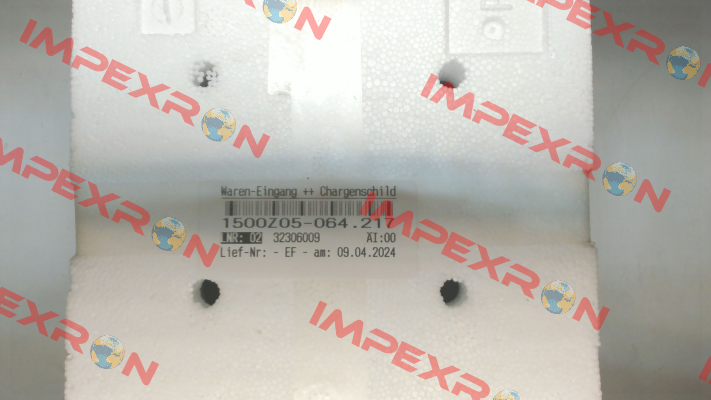 Waren-Eingang ++ Chargenschild
1500Z05-064.217
LNR: 02 32306009 AI:00
Lief-Nr: - EF - am: 09.04.2024
IMPEXRON
IMPEXRON
IMPEXRON
IMPEXRON
IMPEXRON
IMPEXRON